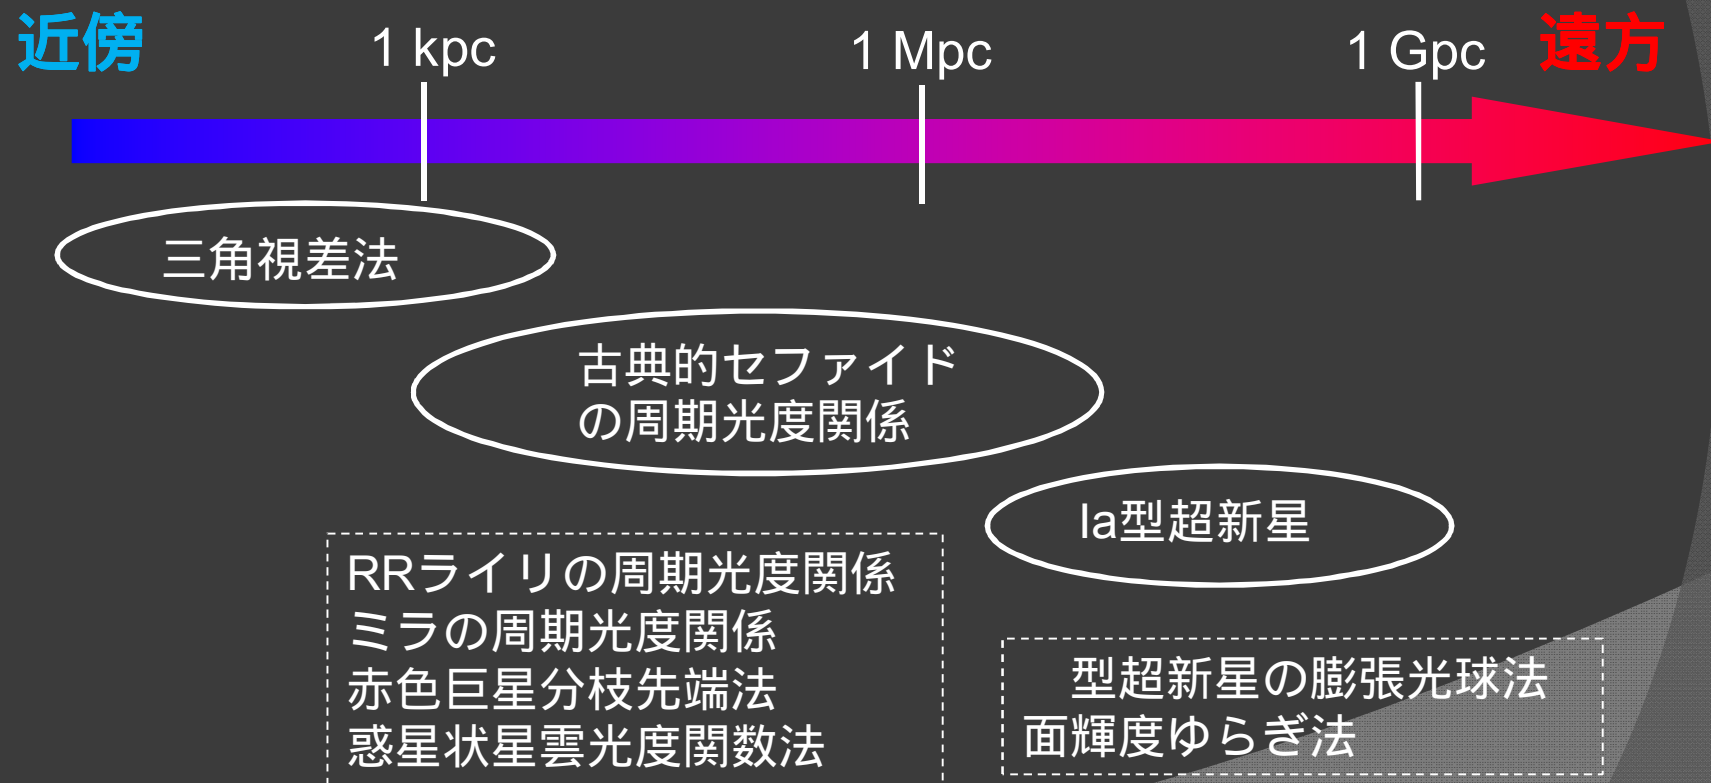 近傍
1 kpc
1 Mpc
1 Gpc
遠方
三角視差法
古典的セファイド
の周期光度関係
Ia型超新星
RRライリの周期光度関係
ミラの周期光度関係
赤色巨星分枝先端法
惑星状星雲光度関数法
型超新星の膨張光球法
面輝度ゆらぎ法